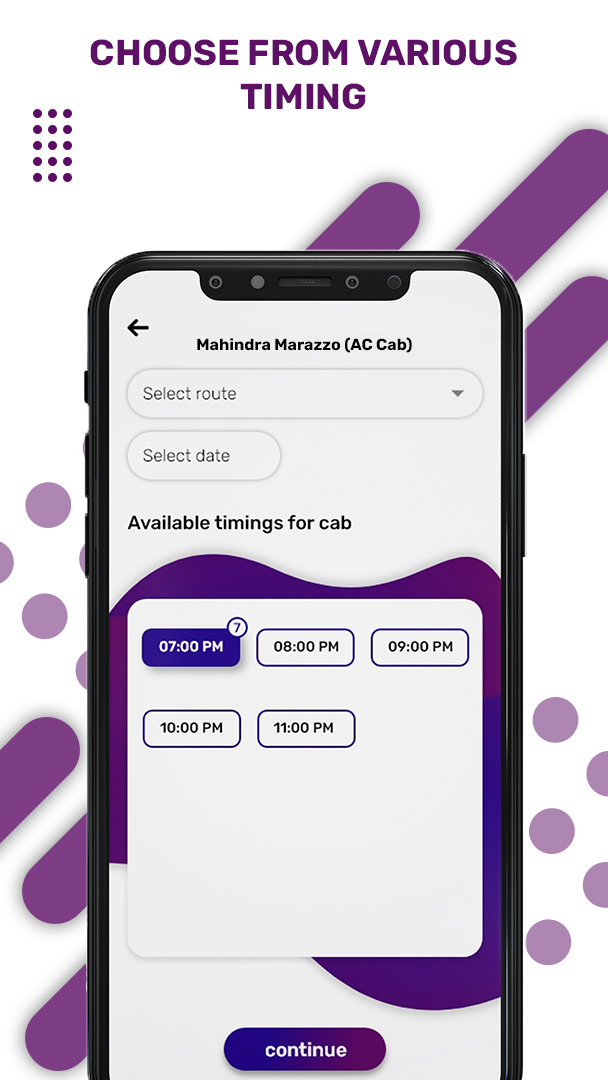 CHOOSE FROM VARIOUS
TIMING
Mahindra Marazzo (AC Cab)
Select route
Select date
Available timings for cab
7
07:00 PM 08:00 PM 09:00 PM
10:00 PM 11:00 PM
continue